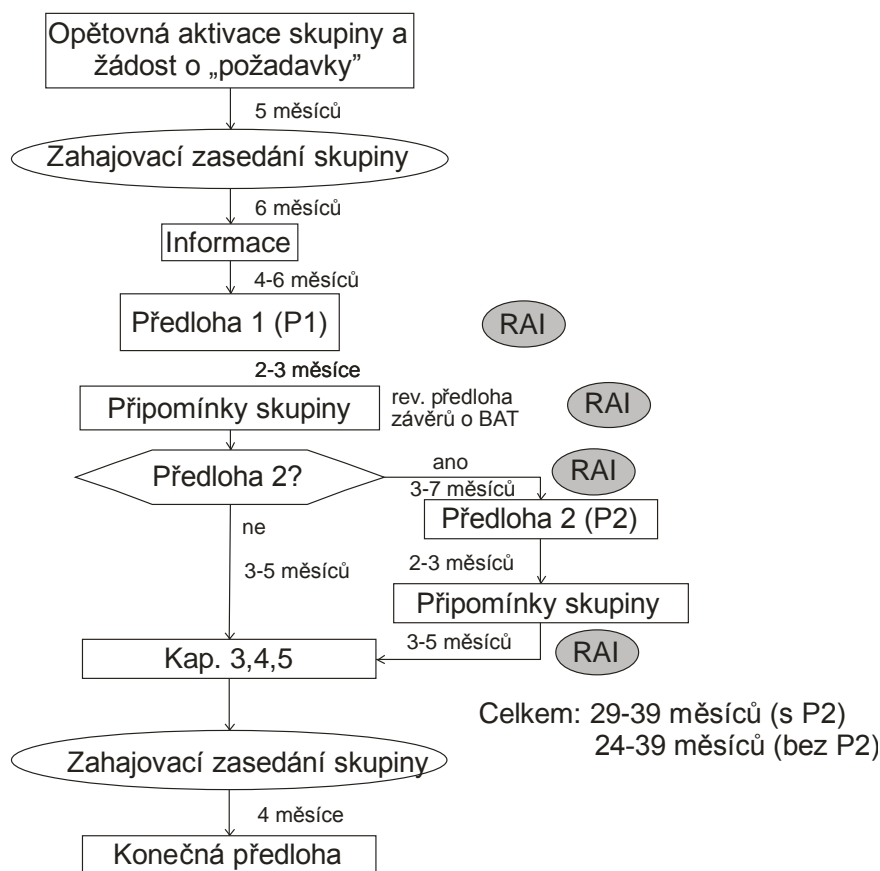 Opětovná aktivace skupiny a
žádost o „požadavky”
5 měsíců
Zahajovací zasedání skupiny
6 měsíců
Informace
4-6 měsíců
Předloha 1 (P1)
RAI
2-3 měsíce
Připomínky skupiny
rev. předloha
závěrů o BAT
RAI
Předloha 2?
ano
RAI
3-7 měsíců
Předloha 2 (P2)
ne
2-3 měsíců
3-5 měsíců
Připomínky skupiny
3-5 měsíců
RAI
Kap. 3,4,5
Celkem: 29-39 měsíců (s P2)
24-39 měsíců (bez P2)
Zahajovací zasedání skupiny
4 měsíce
Konečná předloha